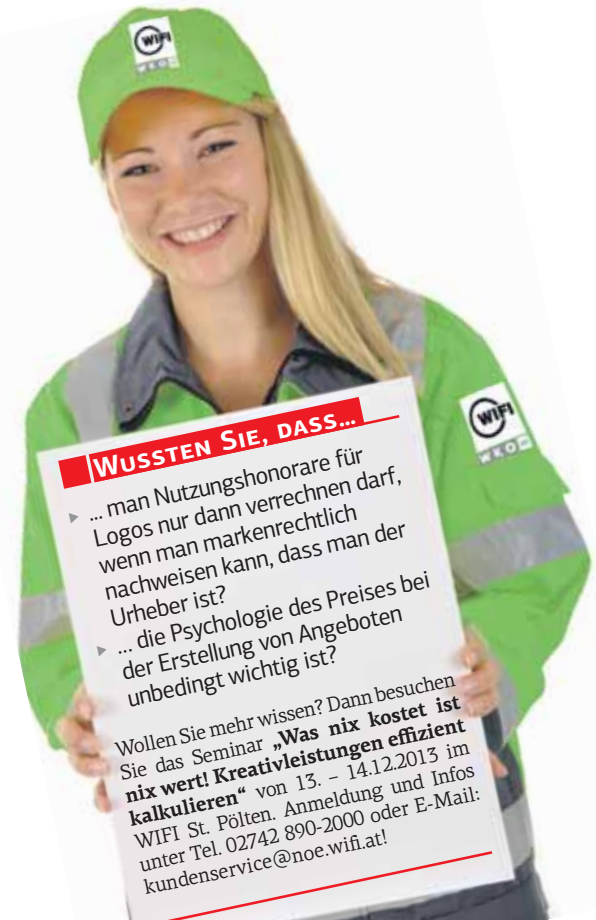 WIFI
WKO
WIFI
WKO
WUSSTEN SIE, DASS...
▸ ... man Nutzungshonorare für
Logos nur dann verrechnen darf,
wenn man markenrechtlich
nachweisen kann, dass man der
Urheber ist?
▸ ... die Psychologie des Preises bei
der Erstellung von Angeboten
unbedingt wichtig ist?
Wollen Sie mehr wissen? Dann besuchen
Sie das Seminar „Was nix kostet ist
nix wert! Kreativleistungen effizient
kalkulieren“ von 13. – 14.12.2013 im
WIFI St. Pölten. Anmeldung und Infos
unter Tel. 02742 890-2000 oder E-Mail:
kundenservice@noe.wifi.at!